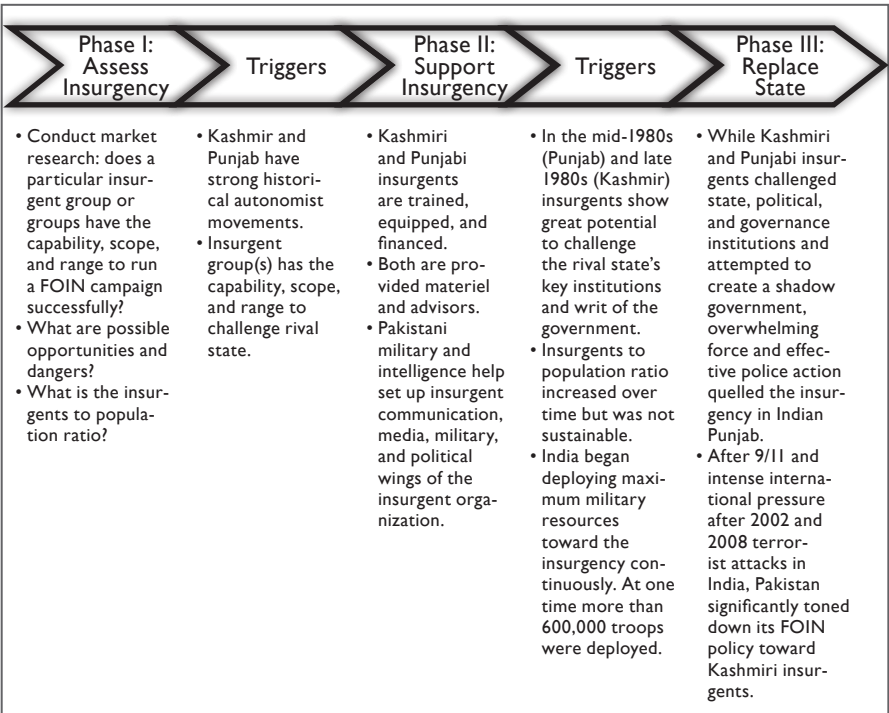 Phase I:
Assess
Insurgency
Triggers
Phase II:
Support
Insurgency
Triggers
Phase III:
Replace
State
• Conduct market
research: does a
particular insur-
gent group or
groups have the
capability, scope,
and range to run
a FOIN campaign
successfully?
• What are possible
opportunities and
dangers?
• What is the insur-
gents to popula-
tion ratio?
• Kashmir and
Punjab have
strong histori-
cal autonomist
movements.
• Insurgent
group(s) has the
capability, scope,
and range to
challenge rival
state.
• Kashmiri
and Punjabi
insurgents
are trained,
equipped, and
financed.
• Both are pro-
vided materiel
and advisors.
• Pakistani
military and
intelligence help
set up insurgent
communication,
media, military,
and political
wings of the
insurgent orga-
nization.
• In the mid-1980s
(Punjab) and late
1980s (Kashmir)
insurgents show
great potential
to challenge
the rival state's
key institutions
and writ of the
government.
• Insurgents to
population ratio
increased over
time but was not
sustainable.
• India began
deploying maxi-
mum military
resources
toward the
insurgency con-
tinuously. At one
time more than
600,000 troops
were deployed.
• While Kashmiri
and Punjabi insur-
gents challenged
state, political,
and governance
institutions and
attempted to
create a shadow
government,
overwhelming
force and effec-
tive police action
quelled the insur-
gency in Indian
Punjab.
• After 9/11 and
intense interna-
tional pressure
after 2002 and
2008 terror-
ist attacks in
India, Pakistan
significantly toned
down its FOIN
policy toward
Kashmiri insur-
gents.